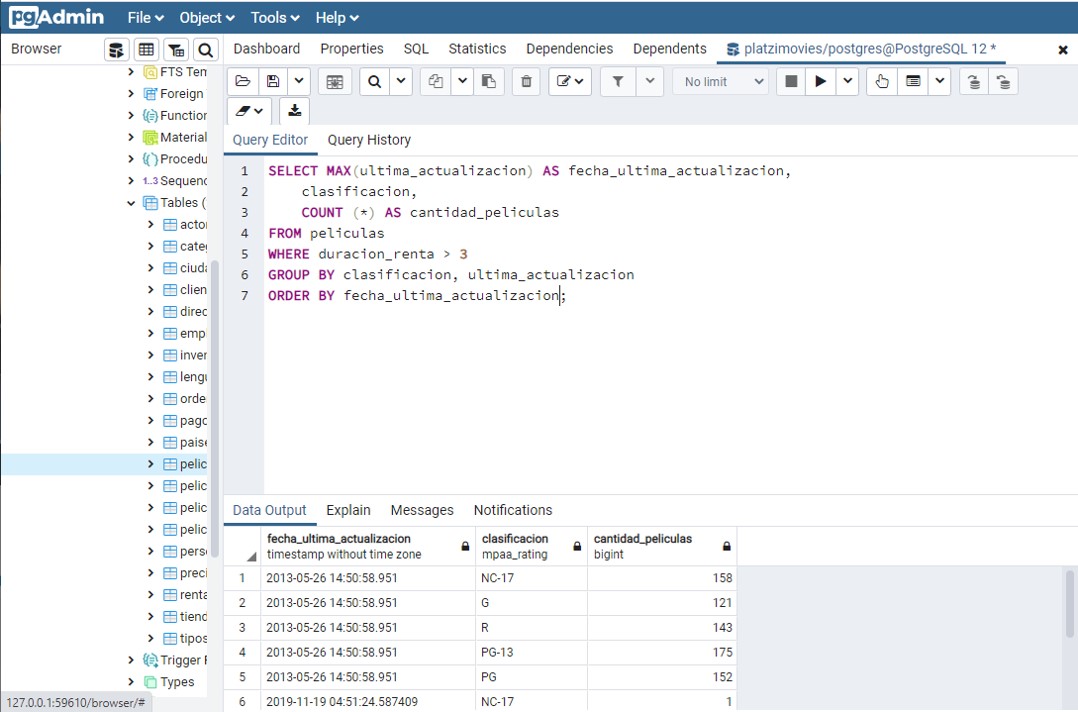 pgAdmin File Object Tools Help
Browser Dashboard Properties SQL Statistics Dependencies Dependents platzimovies/postgres@PostgreSQL 12 *
No limit
Query Editor Query History
FTS Tem
Foreign
Function
Material
Procedu
1..3 Sequenc
Tables (
acto
categ
ciuda
clien
direc
emp
inver
lengu
orde
pago
paise
pelic
pelic
pelic
pelic
perso
preci
renta
tiend
tipos
Trigger F
Types
1 SELECT MAX(ultima_actualizacion) AS fecha_ultima_actualizacion,
2 clasificacion,
3 COUNT (*) AS cantidad_peliculas
4 FROM peliculas
5 WHERE duracion_renta > 3
6 GROUP BY clasificacion, ultima_actualizacion
7 ORDER BY fecha_ultima_actualizacion;
Data Output Explain Messages Notifications
fecha_ultima_actualizacion clasificacion cantidad_peliculas
timestamp without time zone mpaa_rating bigint
1 2013-05-26 14:50:58.951 NC-17 158
2 2013-05-26 14:50:58.951 G 121
3 2013-05-26 14:50:58.951 R 143
4 2013-05-26 14:50:58.951 PG-13 175
5 2013-05-26 14:50:58.951 PG 152
6 2019-11-19 04:51:24.587409 NC-17 1
127.0.0.1:59610/browser/#